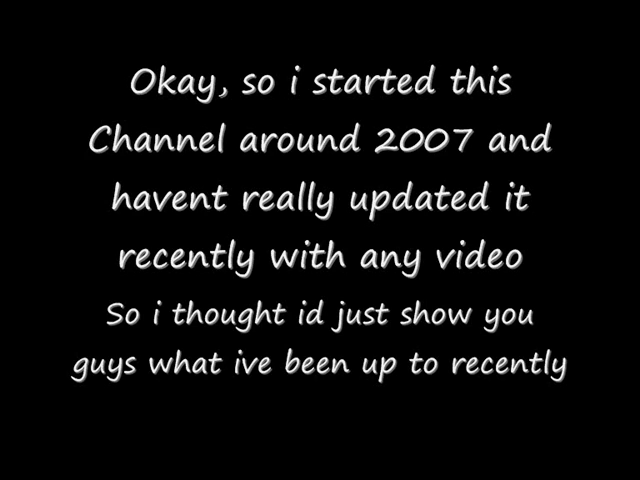 Okay, so i started this
Channel around 2007 and
havent really updated it
recently with any video
So i thought id just show you
guys what ive been up to recently